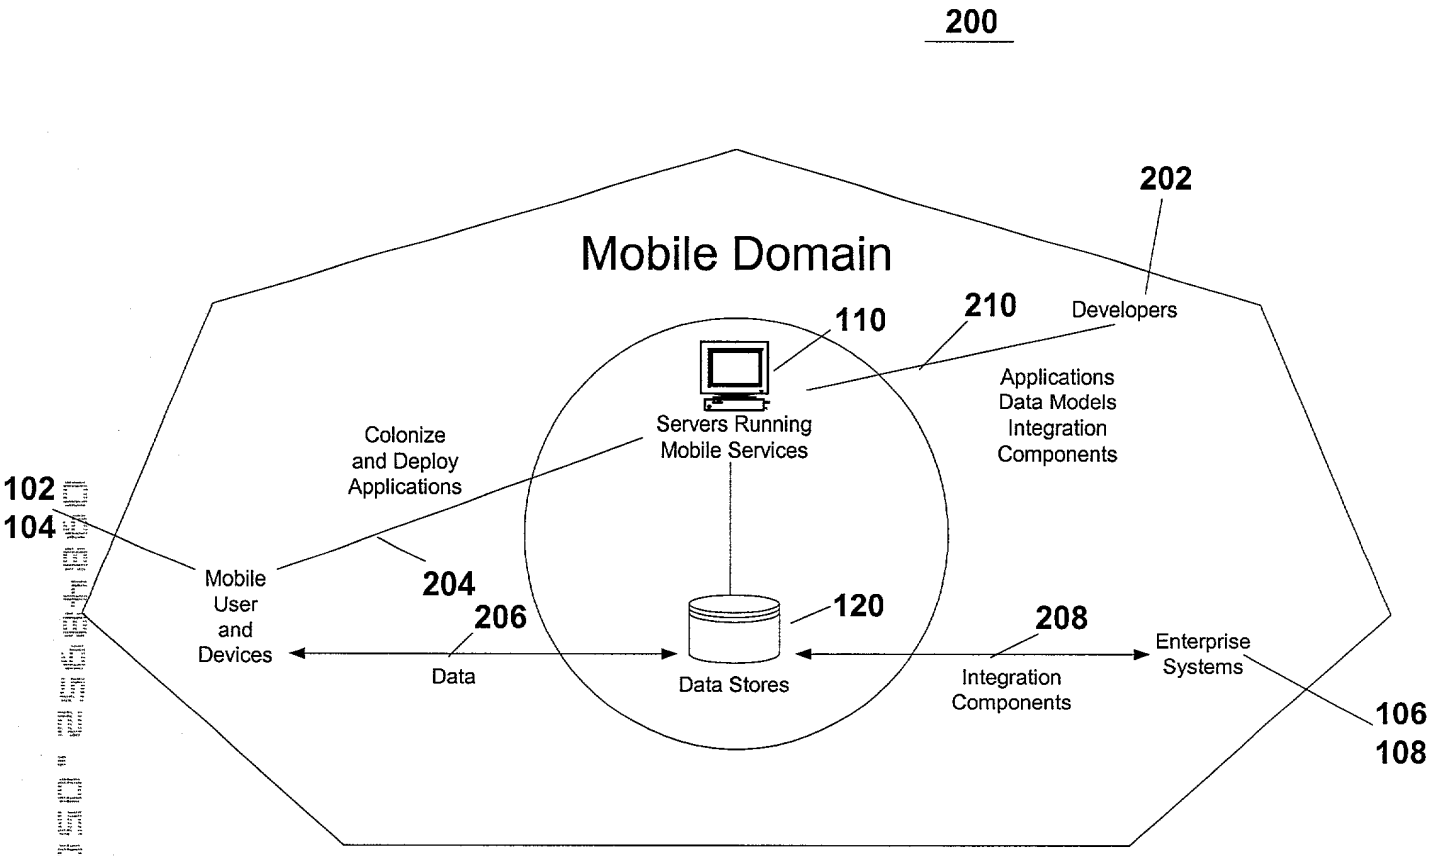 200
202
Mobile Domain
210
110
Developers
Applications
Data Models
Integration
Components
Servers Running
Mobile Services
Colonize
and Deploy
Applications
102
104
204
Mobile
User
and
Devices
206
Data
120
Data Stores
208
Integration
Components
Enterprise
Systems
106
108